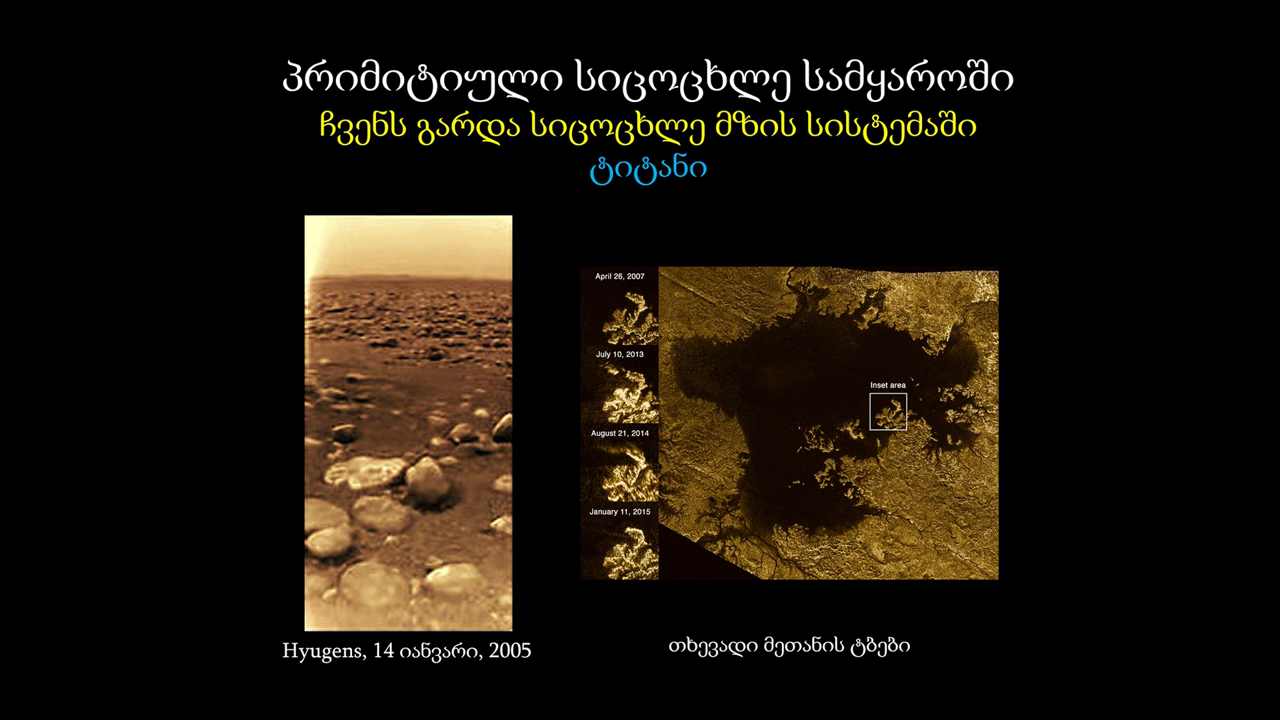 პრიმიტიული სიცოცხლე სამყაროში
ჩვენს გარდა სიცოცხლე მზის სისტემაში
ტიტანი
April 26, 2007
July 10, 2013
August 21, 2014
January 11, 2015
Inset area
Hyugens, 14 იანვარი, 2005
თხევადი მეთანის ტბები